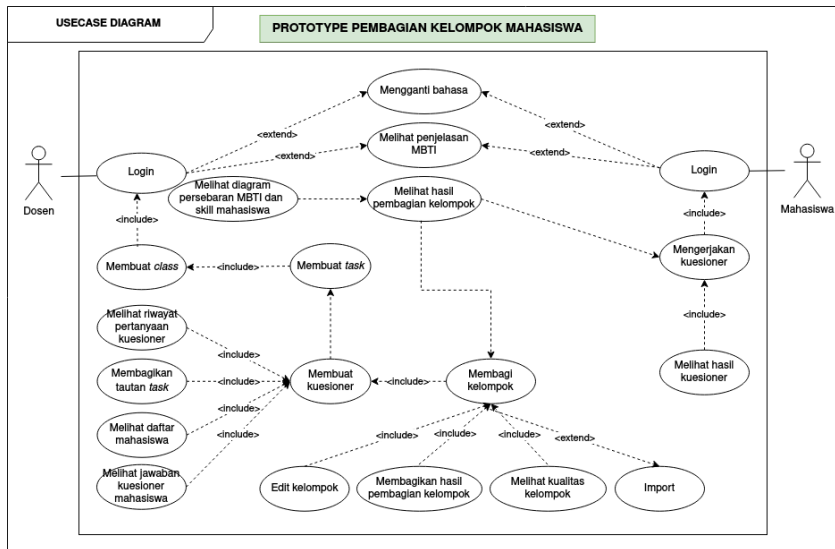 USECASE DIAGRAM
PROTOTYPE PEMBAGIAN KELOMPOK MAHASISWA
Mengganti bahasa
<extend>
<extend>
Melihat penjelasan
MBTI
<extend>
<extend>
Dosen
Login
Login
Mahasiswa
Melihat diagram
persebaran MBTI dan
skill mahasiswa
Melihat hasil
pembagian kelompok
<include>
<include>
Mengerjakan
kuesioner
Membuat class
<include>
Membuat task
<include>
Melihat riwayat
pertanyaan
kuesioner
<include>
Membagikan
tautan task
<include>
Membuat
kuesioner
<include>
Membagi
kelompok
Melihat hasil
kuesioner
<include>
Melihat daftar
mahasiswa
<include>
<include>
<include>
<include>
<extend>
Melihat jawaban
kuesioner
mahasiswa
Edit kelompok
Membagikan hasil
pembagian kelompok
Melihat kualitas
kelompok
Import